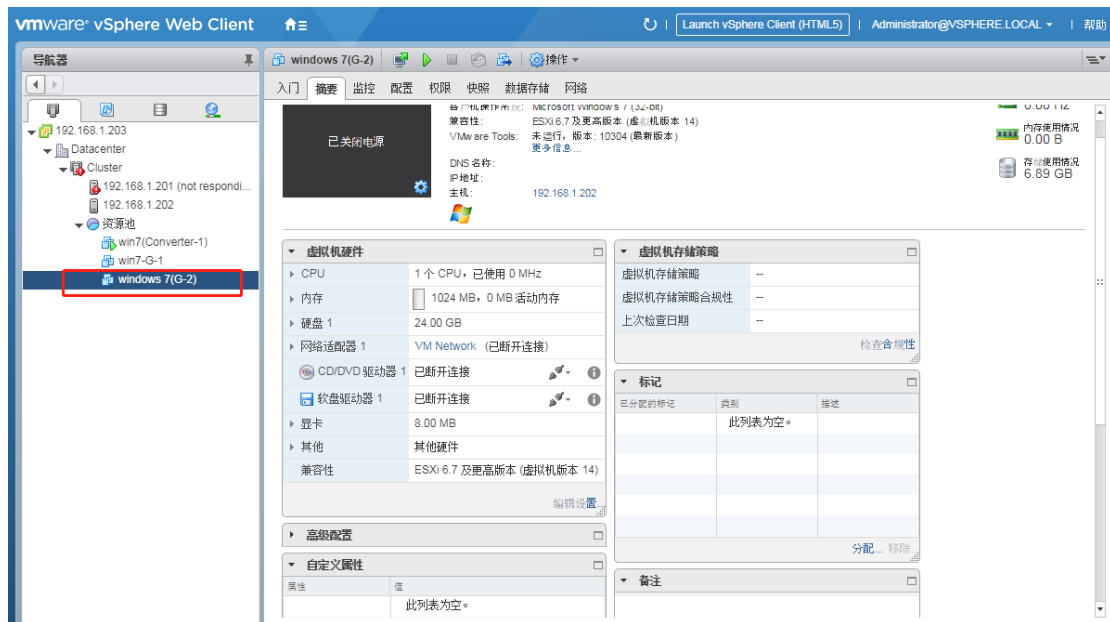 vmware® vSphere Web Client
Launch vSphere Client (HTML5)
Administrator@VSPHERE.LOCAL
帮助
导航器
192.168.1.203
Datacenter
Cluster
192.168.1.201 (not respondi...
192.168.1.202
资源池
win7(Converter-1)
win7-G-1
windows 7(G-2)
windows 7(G-2)
操作
入门 摘要 监控 配置 权限 快照 数据存储 网络
已关闭电源
客户机操作系统: Microsoft Windows 7 (32-bit)
兼容性: ESXi 6.7 及更高版本 (虚拟机版本 14)
VMware Tools: 未运行，版本: 10304 (最新版本)
更多信息...
DNS 名称:
IP 地址:
主机: 192.168.1.202
0.00 Hz
内存使用情况
0.00 B
存储使用情况
6.89 GB
虚拟机硬件
CPU 1 个 CPU，已使用 0 MHz
内存 1024 MB，0 MB 活动内存
硬盘 1 24.00 GB
网络适配器 1 VM Network (已断开连接)
CD/DVD 驱动器 1 已断开连接
软盘驱动器 1 已断开连接
显卡 8.00 MB
其他 其他硬件
兼容性 ESXi 6.7 及更高版本 (虚拟机版本 14)
编辑设置...
高级配置
自定义属性
属性 值
此列表为空。
虚拟机存储策略
虚拟机存储策略 --
虚拟机存储策略合规性 --
上次检查日期 --
检查合规性
标记
已分配的标记 类别 描述
此列表为空。
分配... 移除...
备注